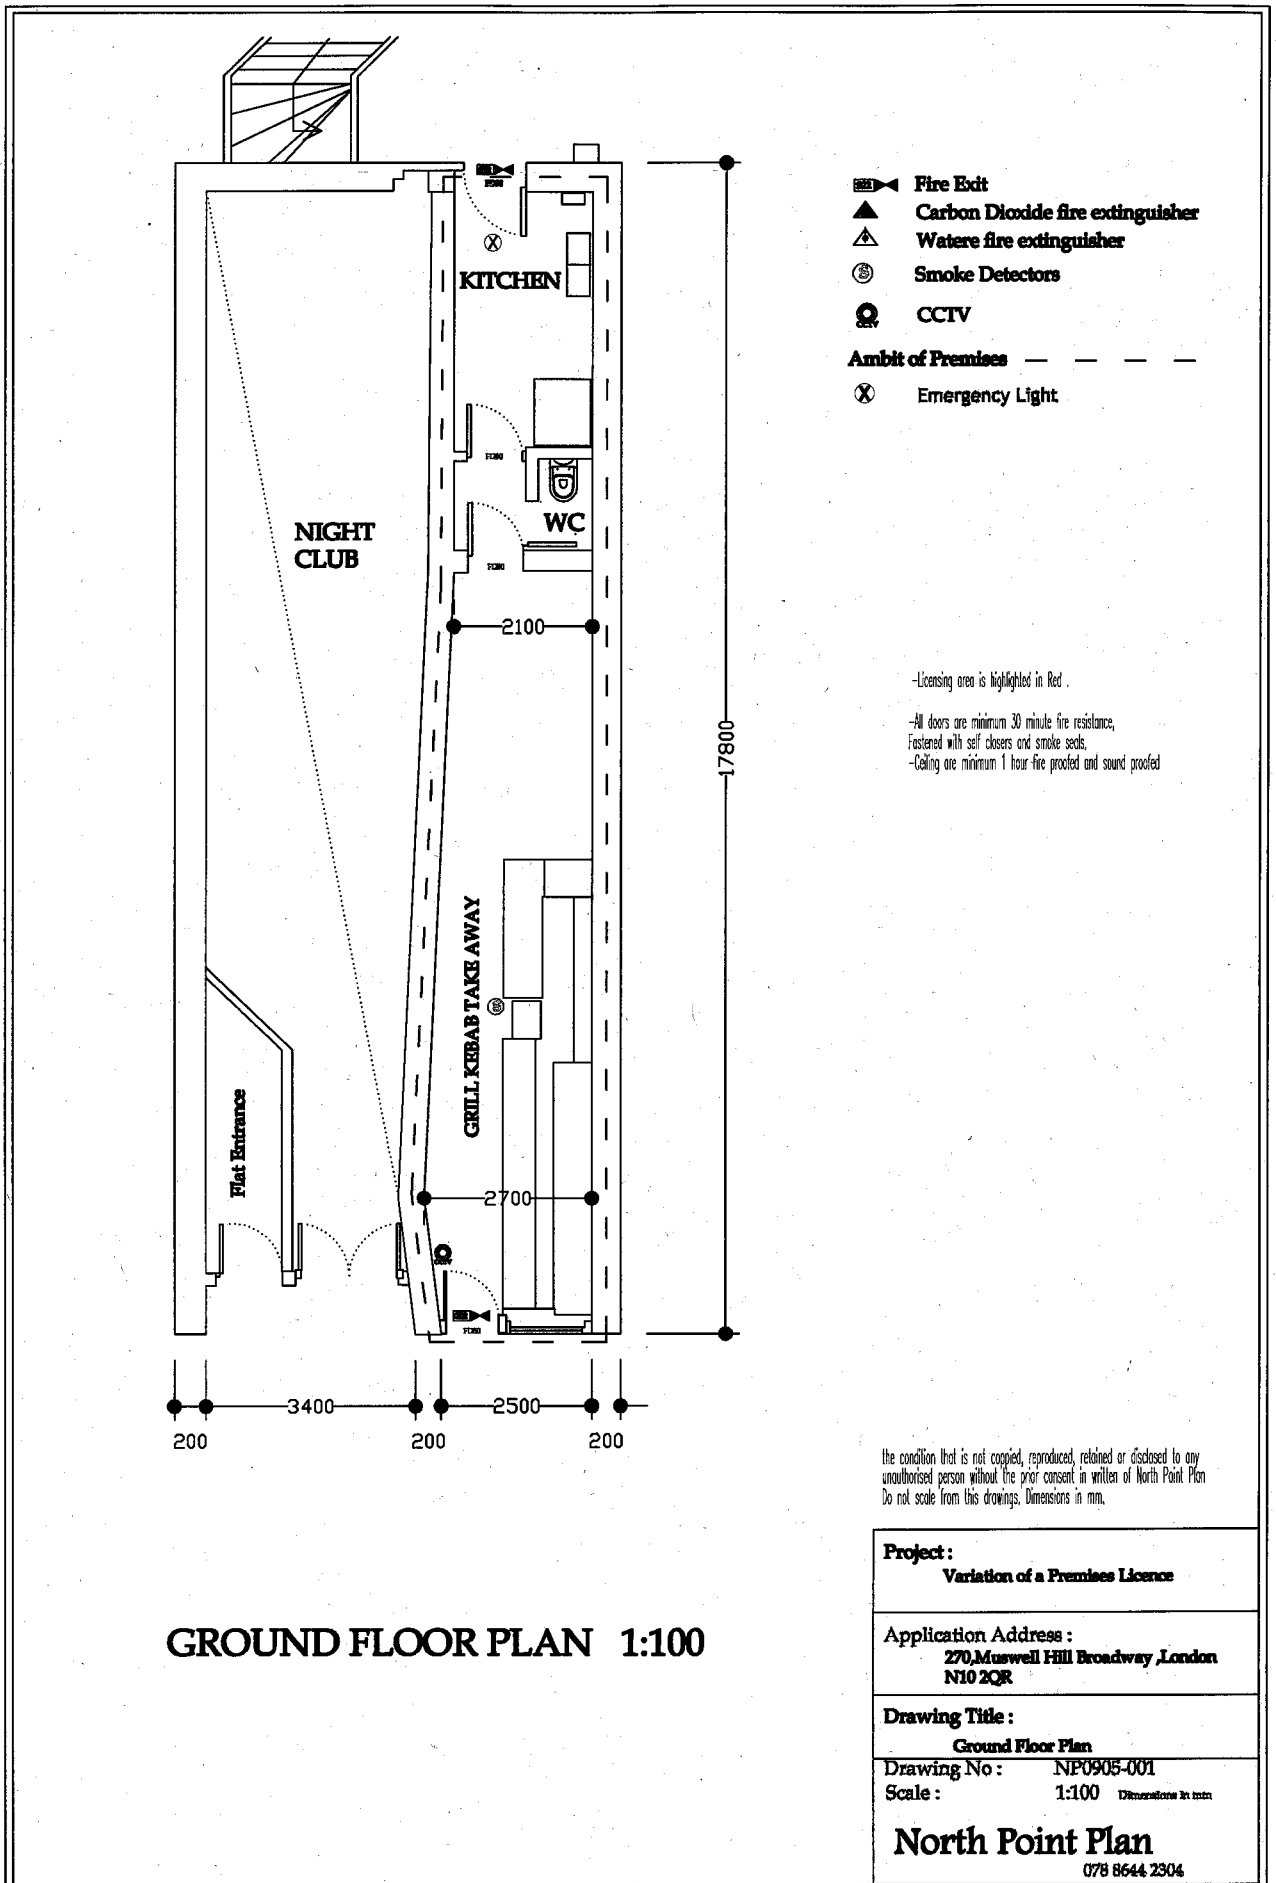 Fire Exit
Carbon Dioxide fire extinguisher
Watere fire extinguisher
S
Smoke Detectors
CCTV
CCTV
Ambit of Premises
X
Emergency Light
X
KITCHEN
NIGHT
CLUB
WC
2100
17800
-Licensing area is highlighted in Red .
-All doors are minimum 30 minute fire resistance,
Fastened with self closers and smoke seals,
-Ceiling are minimum 1 hour fire proofed and sound proofed
GRILL KEBAB TAKE AWAY
S
Flat Entrance
2700
CCTV
3400
2500
200
200
200
the condition that is not coppied, reproduced, retained or disclosed to any
unauthorised person without the prior consent in written of North Point Plan
Do not scale from this drawings, Dimensions in mm,
GROUND FLOOR PLAN 1:100
Project :
Variation of a Premises Licence
Application Address :
270,Muswell Hill Broadway ,London
N10 2QR
Drawing Title :
Ground Floor Plan
Drawing No : NP0905-001
Scale : 1:100 Dimensions in mm
North Point Plan
078 8644 2304